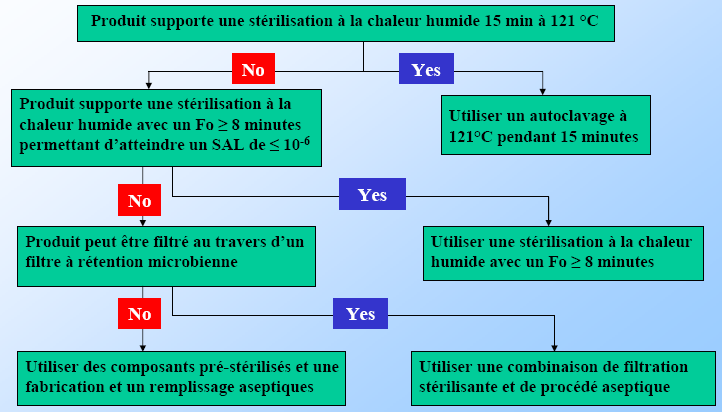 Produit supporte une stérilisation à la chaleur humide 15 min à 121 °C
No
Yes
Produit supporte une stérilisation à la
chaleur humide avec un Fo ≥ 8 minutes
permettant d’atteindre un SAL de ≤ 10⁻⁶
Utiliser un autoclavage à
121°C pendant 15 minutes
No
Yes
Produit peut être filtré au travers d’un
filtre à rétention microbienne
Utiliser une stérilisation à la chaleur
humide avec un Fo ≥ 8 minutes
No
Yes
Utiliser des composants pré-stérilisés et une
fabrication et un remplissage aseptiques
Utiliser une combinaison de filtration
stérilisante et de procédé aseptique